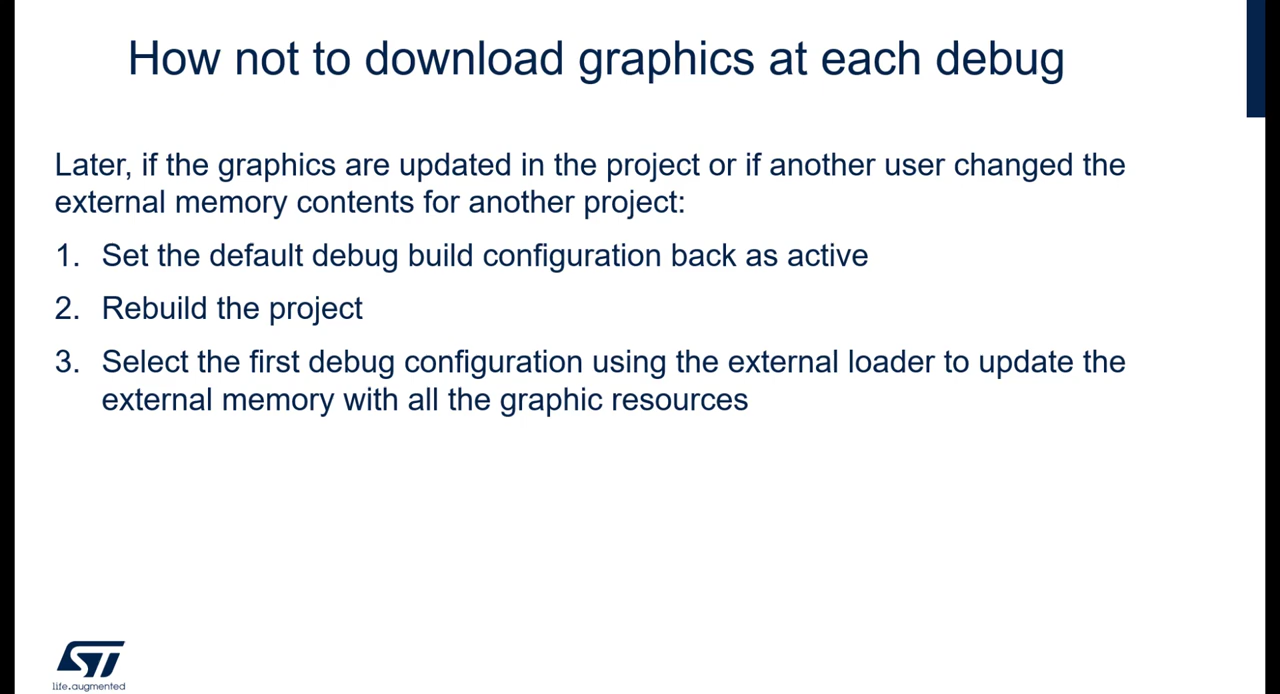 How not to download graphics at each debug
Later, if the graphics are updated in the project or if another user changed the
external memory contents for another project:
1. Set the default debug build configuration back as active
2. Rebuild the project
3. Select the first debug configuration using the external loader to update the
external memory with all the graphic resources
ST
life.augmented